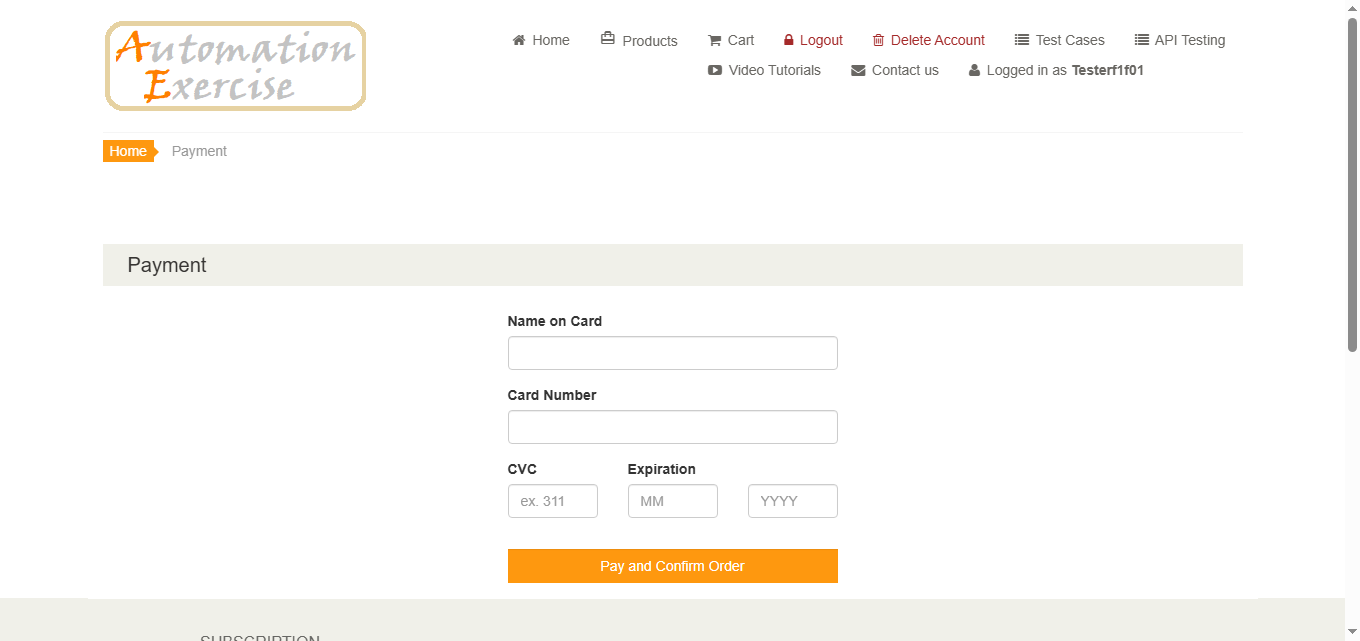 Automation
Exercise
Home Products Cart Logout Delete Account Test Cases API Testing
Video Tutorials Contact us Logged in as Testerf1f01
Home Payment
Payment
Name on Card
Card Number
CVC Expiration
ex. 311 MM YYYY
Pay and Confirm Order
SUBSCRIPTION